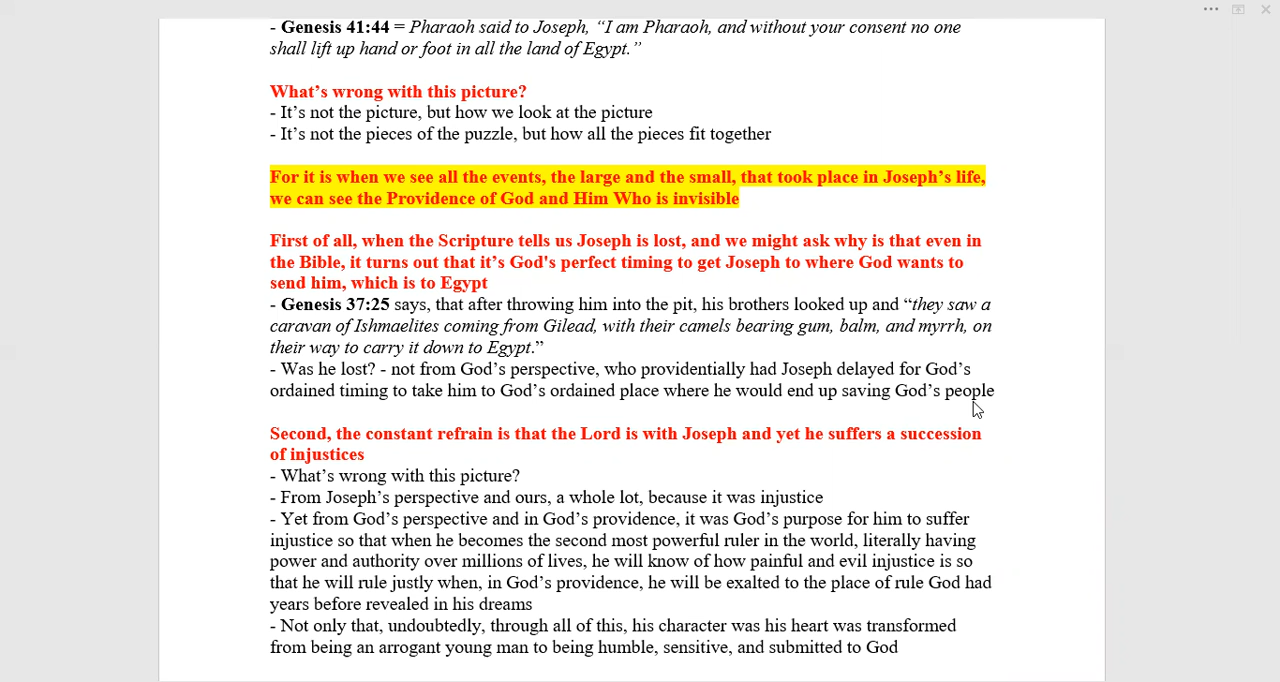 - Genesis 41:44 = Pharaoh said to Joseph, “I am Pharaoh, and without your consent no one
shall lift up hand or foot in all the land of Egypt.”
What’s wrong with this picture?
- It’s not the picture, but how we look at the picture
- It’s not the pieces of the puzzle, but how all the pieces fit together
For it is when we see all the events, the large and the small, that took place in Joseph’s life,
we can see the Providence of God and Him Who is invisible
First of all, when the Scripture tells us Joseph is lost, and we might ask why is that even in
the Bible, it turns out that it’s God's perfect timing to get Joseph to where God wants to
send him, which is to Egypt
- Genesis 37:25 says, that after throwing him into the pit, his brothers looked up and “they saw a
caravan of Ishmaelites coming from Gilead, with their camels bearing gum, balm, and myrrh, on
their way to carry it down to Egypt.”
- Was he lost? - not from God’s perspective, who providentially had Joseph delayed for God’s
ordained timing to take him to God’s ordained place where he would end up saving God’s people
Second, the constant refrain is that the Lord is with Joseph and yet he suffers a succession
of injustices
- What’s wrong with this picture?
- From Joseph’s perspective and ours, a whole lot, because it was injustice
- Yet from God’s perspective and in God’s providence, it was God’s purpose for him to suffer
injustice so that when he becomes the second most powerful ruler in the world, literally having
power and authority over millions of lives, he will know of how painful and evil injustice is so
that he will rule justly when, in God’s providence, he will be exalted to the place of rule God had
years before revealed in his dreams
- Not only that, undoubtedly, through all of this, his character was his heart was transformed
from being an arrogant young man to being humble, sensitive, and submitted to God